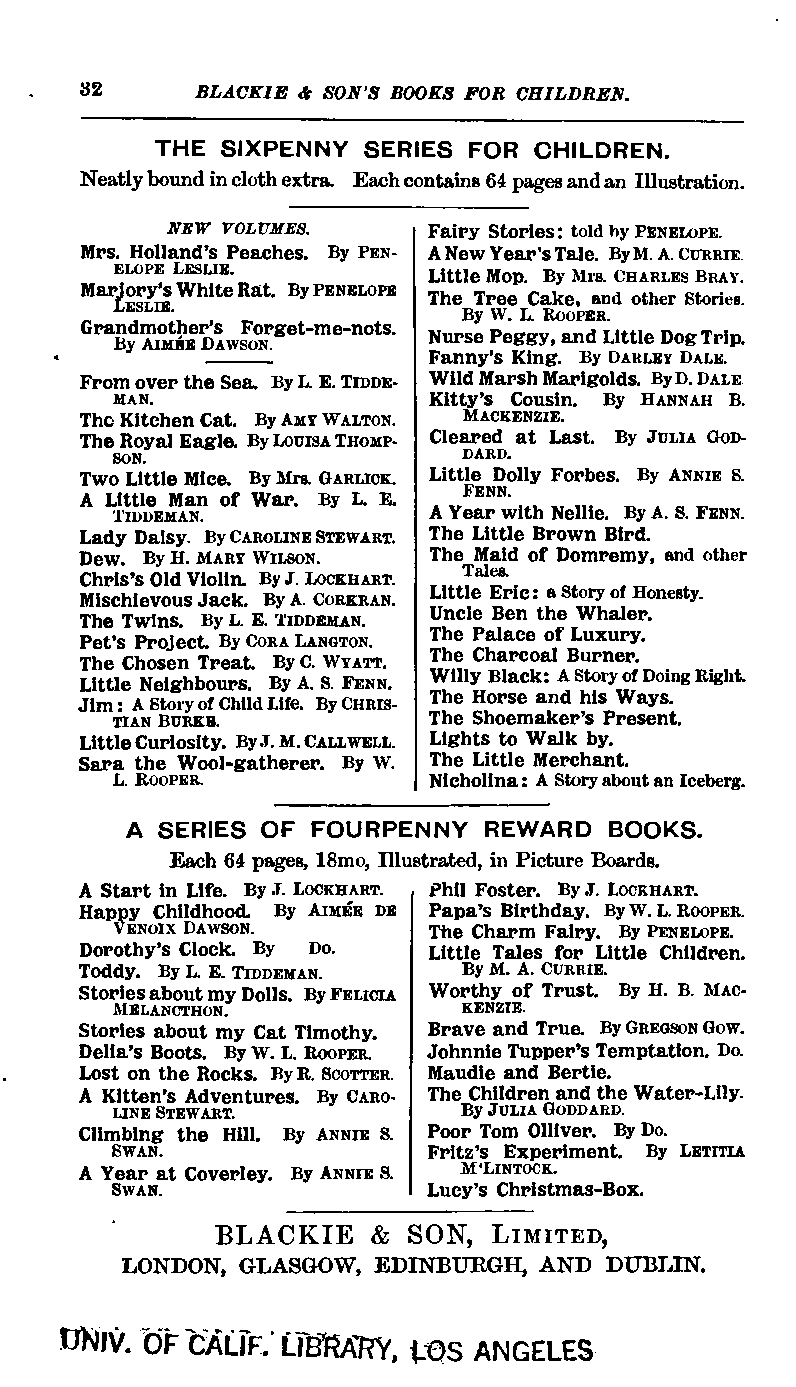 32 BLACKIE & SON'S BOOKS FOR CHILDREN.
THE SIXPENNY SERIES FOR CHILDREN.
Neatly bound in cloth extra. Each contains 64 pages and an Illustration.
NEW VOLUMES.
Mrs. Holland's Peaches. By PEN-
ELOPE LESLIE.
Marjory's White Rat. By PENELOPE
LESLIE.
Grandmother's Forget-me-nots.
By AIMÉE DAWSON.
From over the Sea. By L. E. TIDDE-
MAN.
The Kitchen Cat. By AMY WALTON.
The Royal Eagle. By LOUISA THOMP-
SON.
Two Little Mice. By Mrs. GARLICK.
A Little Man of War. By L. E.
TIDDEMAN.
Lady Daisy. By CAROLINE STEWART.
Dew. By H. MARY WILSON.
Chris's Old Violin. By J. LOCKHART.
Mischievous Jack. By A. CORKRAN.
The Twins. By L. E. TIDDEMAN.
Pet's Project. By CORA LANGTON.
The Chosen Treat. By C. WYATT.
Little Neighbours. By A. S. FENN.
Jim: A Story of Child Life. By CHRIS-
TIAN BURKE.
Little Curiosity. By J. M. CALLWELL.
Sara the Wool-gatherer. By W.
L. ROOPER.
Fairy Stories: told by PENELOPE.
A New Year's Tale. By M. A. CURRIE.
Little Mop. By Mrs. CHARLES BRAY.
The Tree Cake, and other Stories.
By W. L. ROOPER.
Nurse Peggy, and Little Dog Trip.
Fanny's King. By DARLEY DALE.
Wild Marsh Marigolds. By D. DALE.
Kitty's Cousin. By HANNAH B.
MACKENZIE.
Cleared at Last. By JULIA GOD-
DARD.
Little Dolly Forbes. By ANNIE S.
FENN.
A Year with Nellie. By A. S. FENN.
The Little Brown Bird.
The Maid of Domremy, and other
Tales.
Little Eric: a Story of Honesty.
Uncle Ben the Whaler.
The Palace of Luxury.
The Charcoal Burner.
Willy Black: A Story of Doing Right.
The Horse and his Ways.
The Shoemaker's Present.
Lights to Walk by.
The Little Merchant.
Nicholina: A Story about an Iceberg.
A SERIES OF FOURPENNY REWARD BOOKS.
Each 64 pages, 18mo, Illustrated, in Picture Boards.
A Start in Life. By J. LOCKHART.
Happy Childhood. By AIMÉE DE
VENOIX DAWSON.
Dorothy's Clock. By Do.
Toddy. By L. E. TIDDEMAN.
Stories about my Dolls. By FELICIA
MELANCTHON.
Stories about my Cat Timothy.
Delia's Boots. By W. L. ROOPER.
Lost on the Rocks. By R. SCOTTER.
A Kitten's Adventures. By CARO-
LINE STEWART.
Climbing the Hill. By ANNIE S.
SWAN.
A Year at Coverley. By ANNIE S.
SWAN.
Phil Foster. By J. LOCKHART.
Papa's Birthday. By W. L. ROOPER.
The Charm Fairy. By PENELOPE.
Little Tales for Little Children.
By M. A. CURRIE.
Worthy of Trust. By H. B. MAC-
KENZIE.
Brave and True. By GREGSON GOW.
Johnnie Tupper's Temptation. Do.
Maudie and Bertie.
The Children and the Water-Lily.
By JULIA GODDARD.
Poor Tom Olliver. By Do.
Fritz's Experiment. By LETITIA
M'LINTOCK.
Lucy's Christmas-Box.
BLACKIE & SON, LIMITED,
LONDON, GLASGOW, EDINBURGH, AND DUBLIN.
UNIV. OF CALIF. LIBRARY, LOS ANGELES